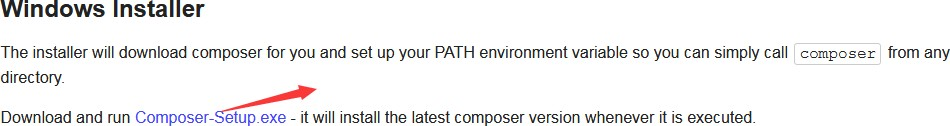 Windows Installer
The installer will download composer for you and set up your PATH environment variable so you can simply call composer from any
directory.
Download and run Composer-Setup.exe - it will install the latest composer version whenever it is executed.